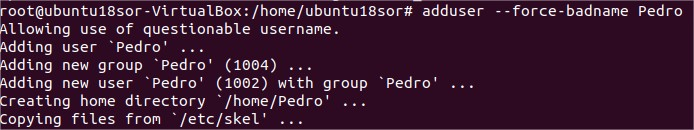 root@ubuntu18sor-VirtualBox:/home/ubuntu18sor# adduser --force-badname Pedro
Allowing use of questionable username.
Adding user `Pedro' ...
Adding new group `Pedro' (1004) ...
Adding new user `Pedro' (1002) with group `Pedro' ...
Creating home directory `/home/Pedro' ...
Copying files from `/etc/skel' ...